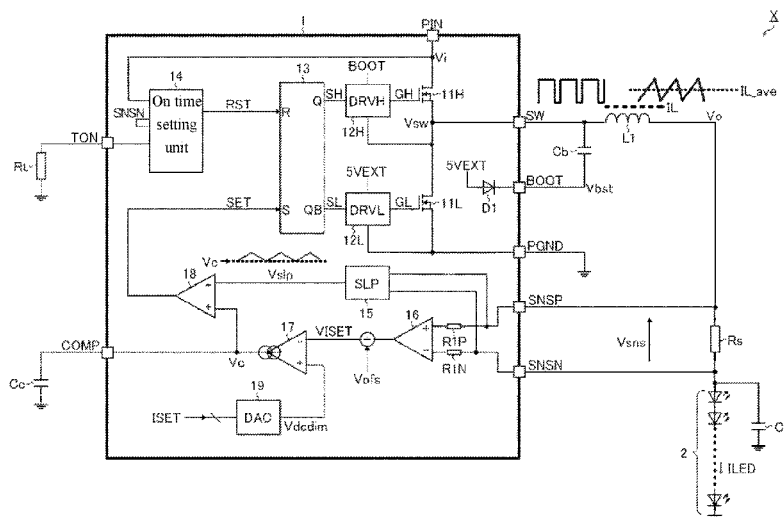 X
1
PIN
Vi
14
13
BOOT
On time
setting
unit
SNSN
RST
R
Q
SH
DRVH
GH
11H
12H
IL_ave
IL
SW
L1
Vo
TON
Rt
Vsw
Cb
5VEXT
BOOT
Vbst
D1
SET
S
QB
SL
5VEXT
DRVL
GL
11L
12L
PGND
Vc
Vslp
18
SLP
15
SNSP
COMP
Cc
Vc
17
VISET
16
R1P
R1N
Vofs
Vsns
Rs
SNSN
ISET
19
DAC
Vdcdim
2
ILED
C